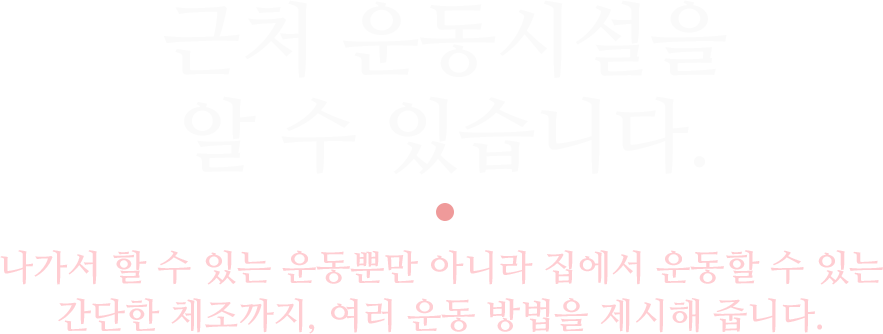 근처 운동시설을
알 수 있습니다.
나가서 할 수 있는 운동뿐만 아니라 집에서 운동할 수 있는
간단한 체조까지, 여러 운동 방법을 제시해 줍니다.